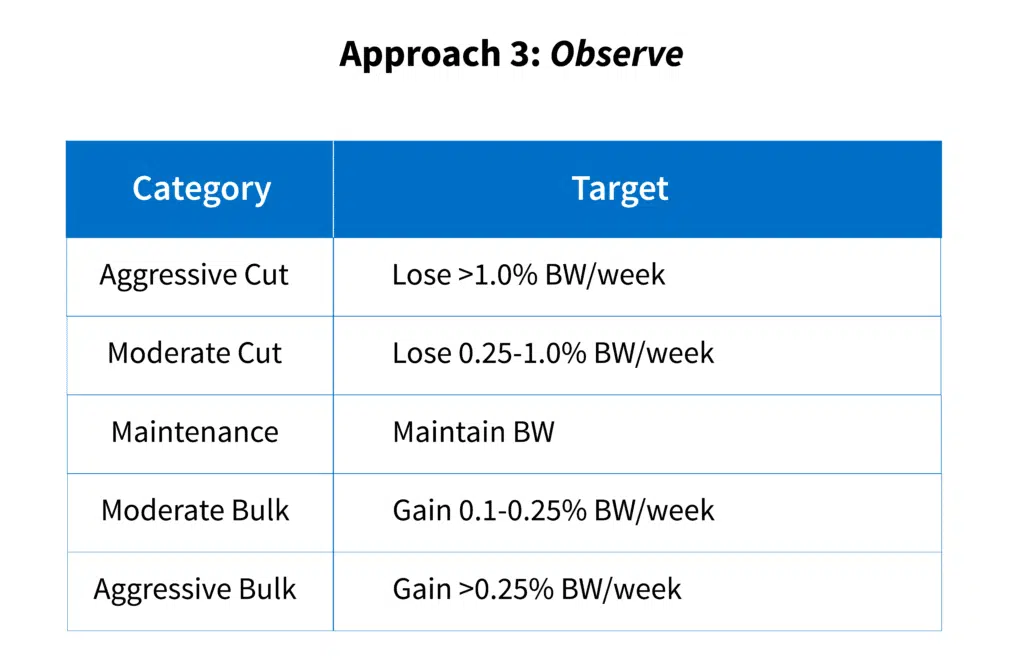 Approach 3: Observe
Category Target
Aggressive Cut Lose >1.0% BW/week
Moderate Cut Lose 0.25-1.0% BW/week
Maintenance Maintain BW
Moderate Bulk Gain 0.1-0.25% BW/week
Aggressive Bulk Gain >0.25% BW/week